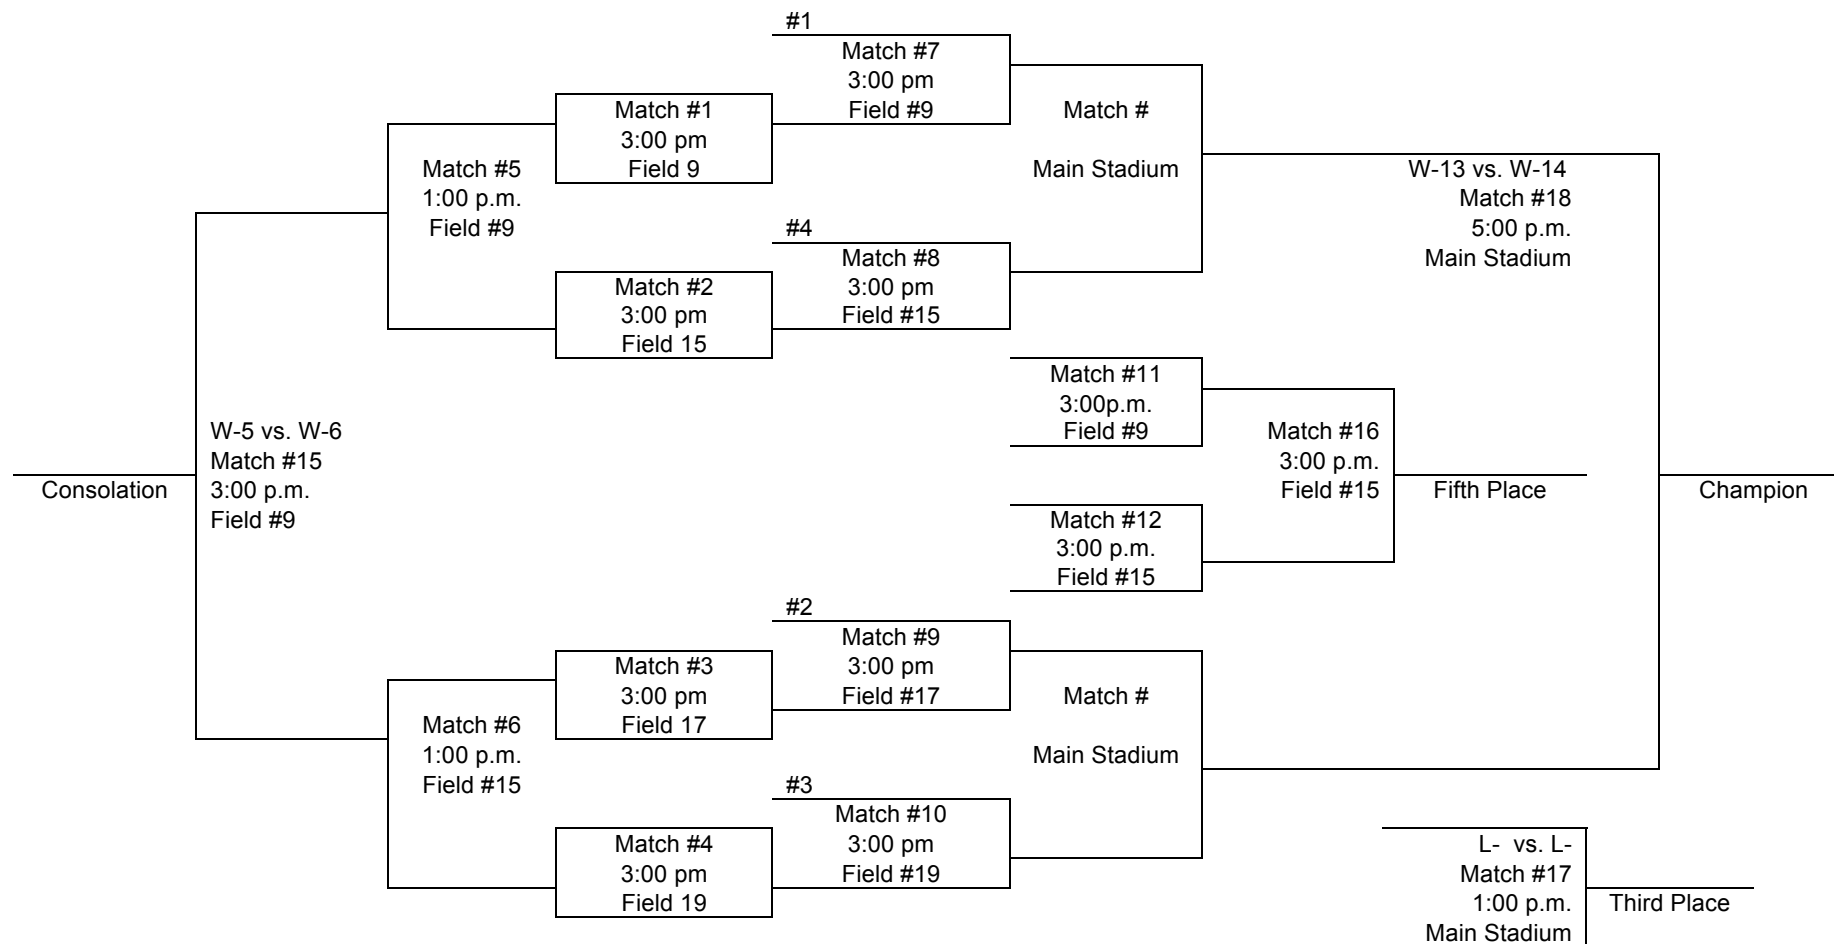 #1
Match #7
3:00 pm
Field #9
Match #1
3:00 pm
Field 9
Match #
Main Stadium
Match #5
1:00 p.m.
Field #9
W-13 vs. W-14
Match #18
5:00 p.m.
Main Stadium
#4
Match #8
3:00 pm
Field #15
Match #2
3:00 pm
Field 15
Match #11
3:00p.m.
Field #9
W-5 vs. W-6
Match #15
3:00 p.m.
Field #9
Consolation
Match #16
3:00 p.m.
Field #15
Fifth Place
Champion
Match #12
3:00 p.m.
Field #15
#2
Match #9
3:00 pm
Field #17
Match #3
3:00 pm
Field 17
Match #
Main Stadium
Match #6
1:00 p.m.
Field #15
#3
Match #10
3:00 pm
Field #19
Match #4
3:00 pm
Field 19
L-  vs. L-
Match #17
1:00 p.m.
Main Stadium
Third Place